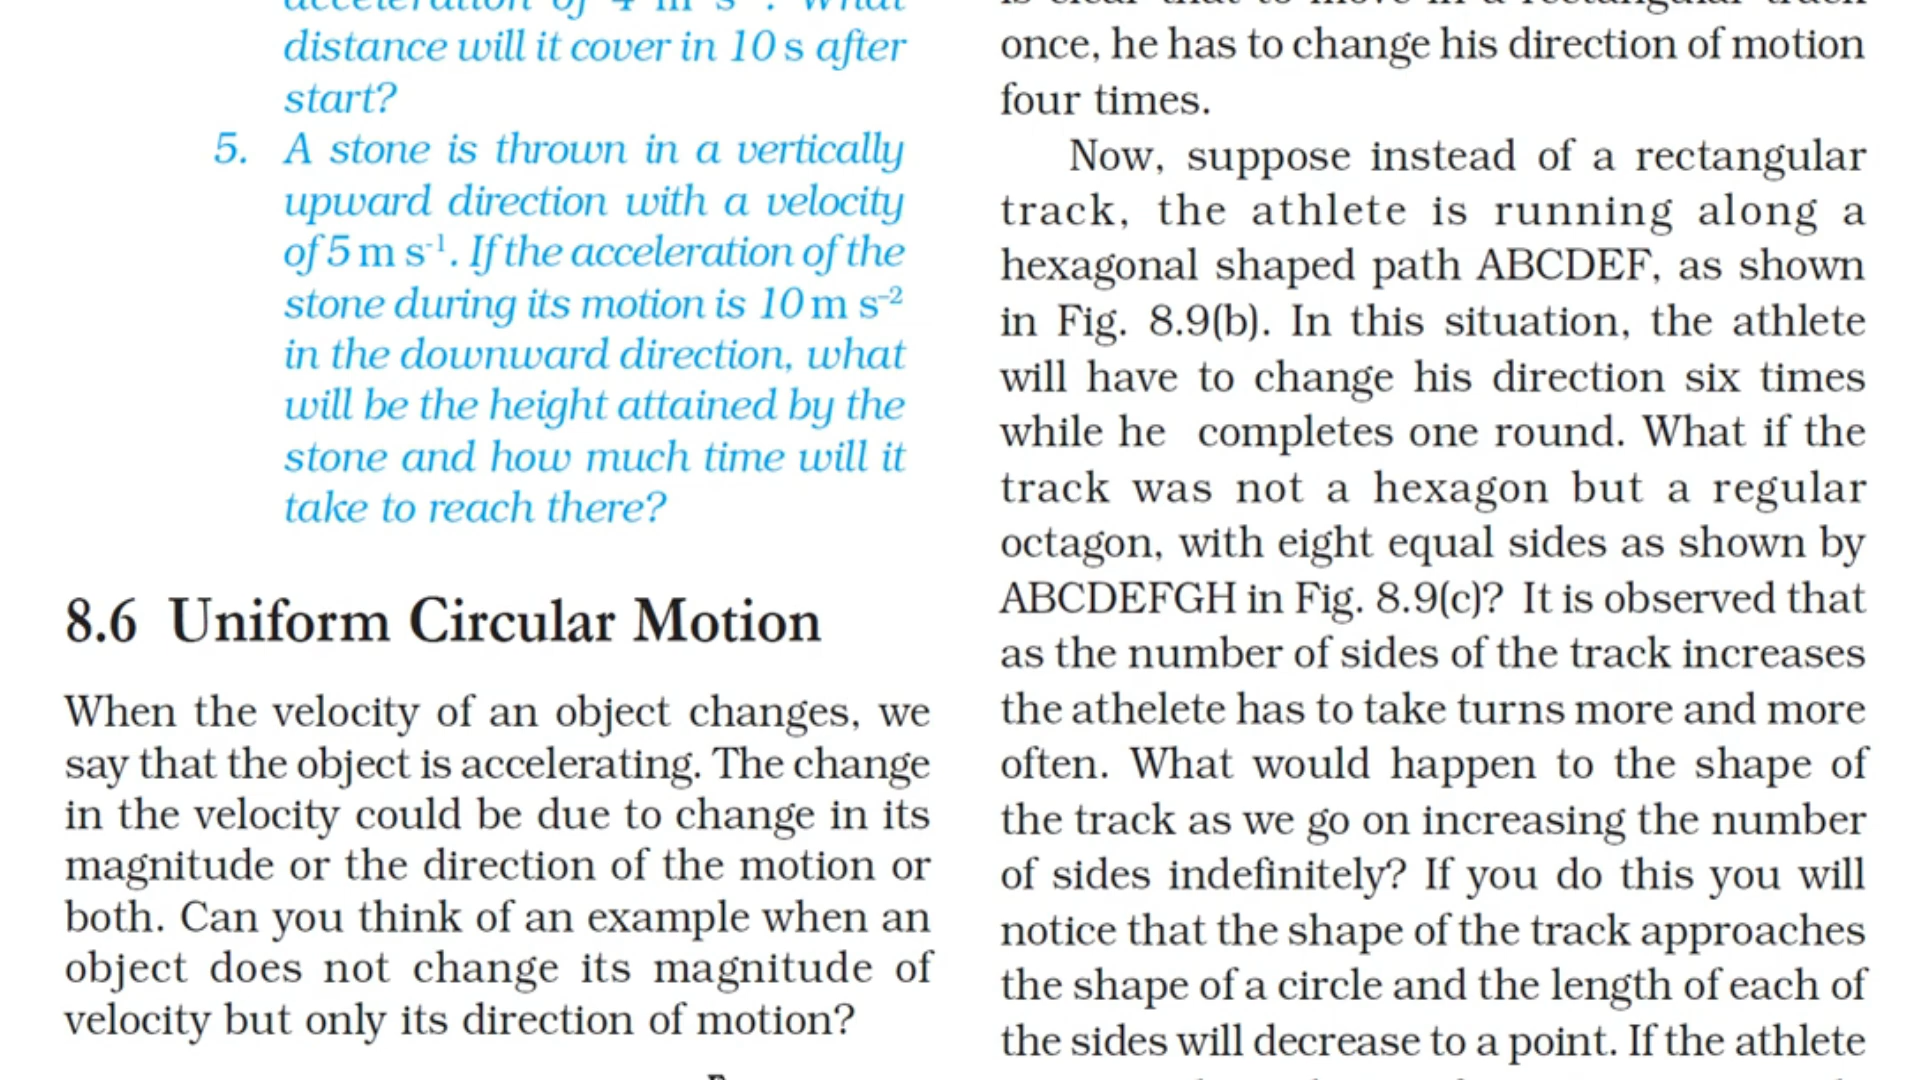 acceleration of 4 m s⁻². What
distance will it cover in 10 s after
start?
5. A stone is thrown in a vertically
upward direction with a velocity
of 5 m s⁻¹. If the acceleration of the
stone during its motion is 10 m s⁻²
in the downward direction, what
will be the height attained by the
stone and how much time will it
take to reach there?
8.6 Uniform Circular Motion
When the velocity of an object changes, we
say that the object is accelerating. The change
in the velocity could be due to change in its
magnitude or the direction of the motion or
both. Can you think of an example when an
object does not change its magnitude of
velocity but only its direction of motion?
is clear that to move in a rectangular track
once, he has to change his direction of motion
four times.
Now, suppose instead of a rectangular
track, the athlete is running along a
hexagonal shaped path ABCDEF, as shown
in Fig. 8.9(b). In this situation, the athlete
will have to change his direction six times
while he completes one round. What if the
track was not a hexagon but a regular
octagon, with eight equal sides as shown by
ABCDEFGH in Fig. 8.9(c)? It is observed that
as the number of sides of the track increases
the athelete has to take turns more and more
often. What would happen to the shape of
the track as we go on increasing the number
of sides indefinitely? If you do this you will
notice that the shape of the track approaches
the shape of a circle and the length of each of
the sides will decrease to a point. If the athlete